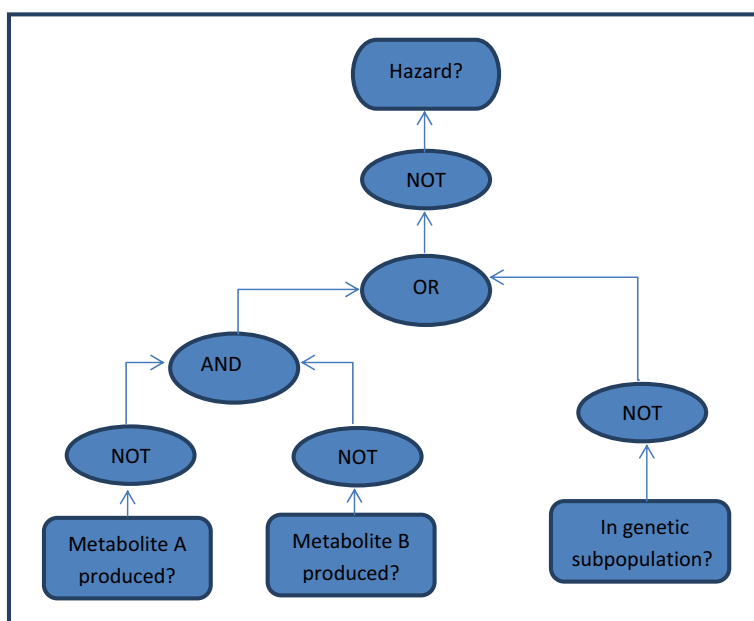 Hazard?
NOT
OR
AND
NOT
NOT
NOT
Metabolite A
produced?
Metabolite B
produced?
In genetic
subpopulation?